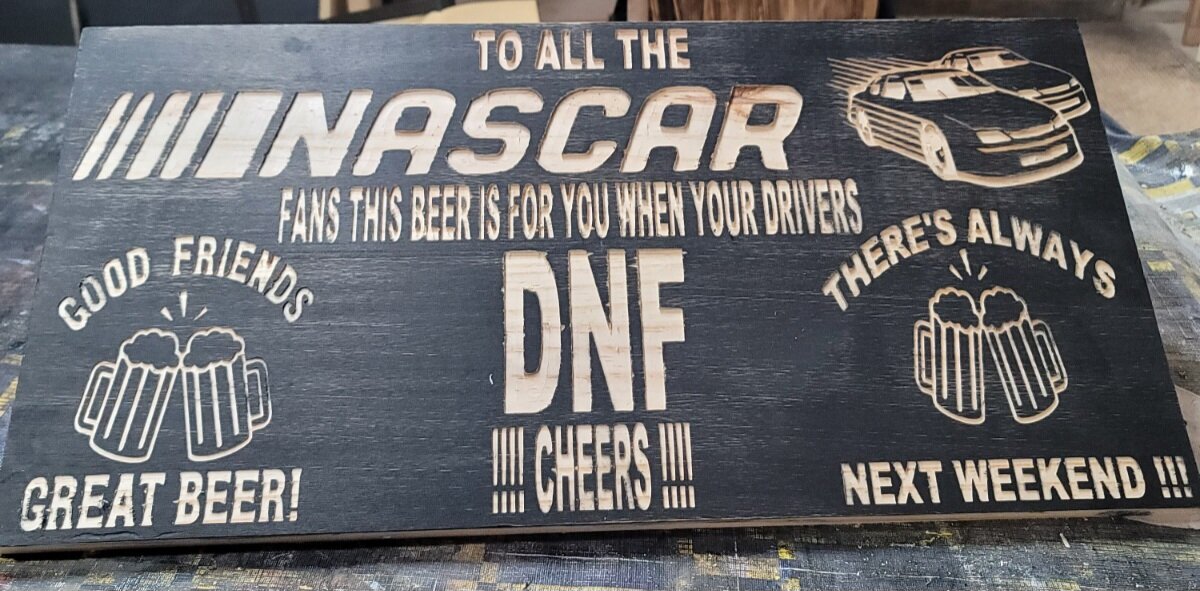 TO ALL THE
NASCAR
FANS THIS BEER IS FOR YOU WHEN YOUR DRIVERS
DNF
!!!! CHEERS !!!!
GOOD FRIENDS
GREAT BEER!
THERE'S ALWAYS
NEXT WEEKEND !!!